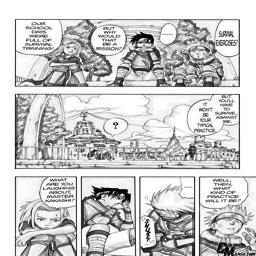 OUR
SCHOOL
DAYS
WERE
FULL OF
SURVIVAL
TRAINING!
BUT
WHY
WOULD
THAT
BE A
MISSION?
SURVIVAL
EXERCISES!
IT
WON'T
BE YOUR
TYPICAL
PRACTICE.
BUT
YOU'LL
HAVE TO
SURVIVE...
AGAINST
ME.
?
WHAT
ARE YOU
LAUGHING
ABOUT,
MASTER
KAKASHI?
WELL,
THEN,
WHAT
KIND OF
PRACTICE
WILL IT BE?